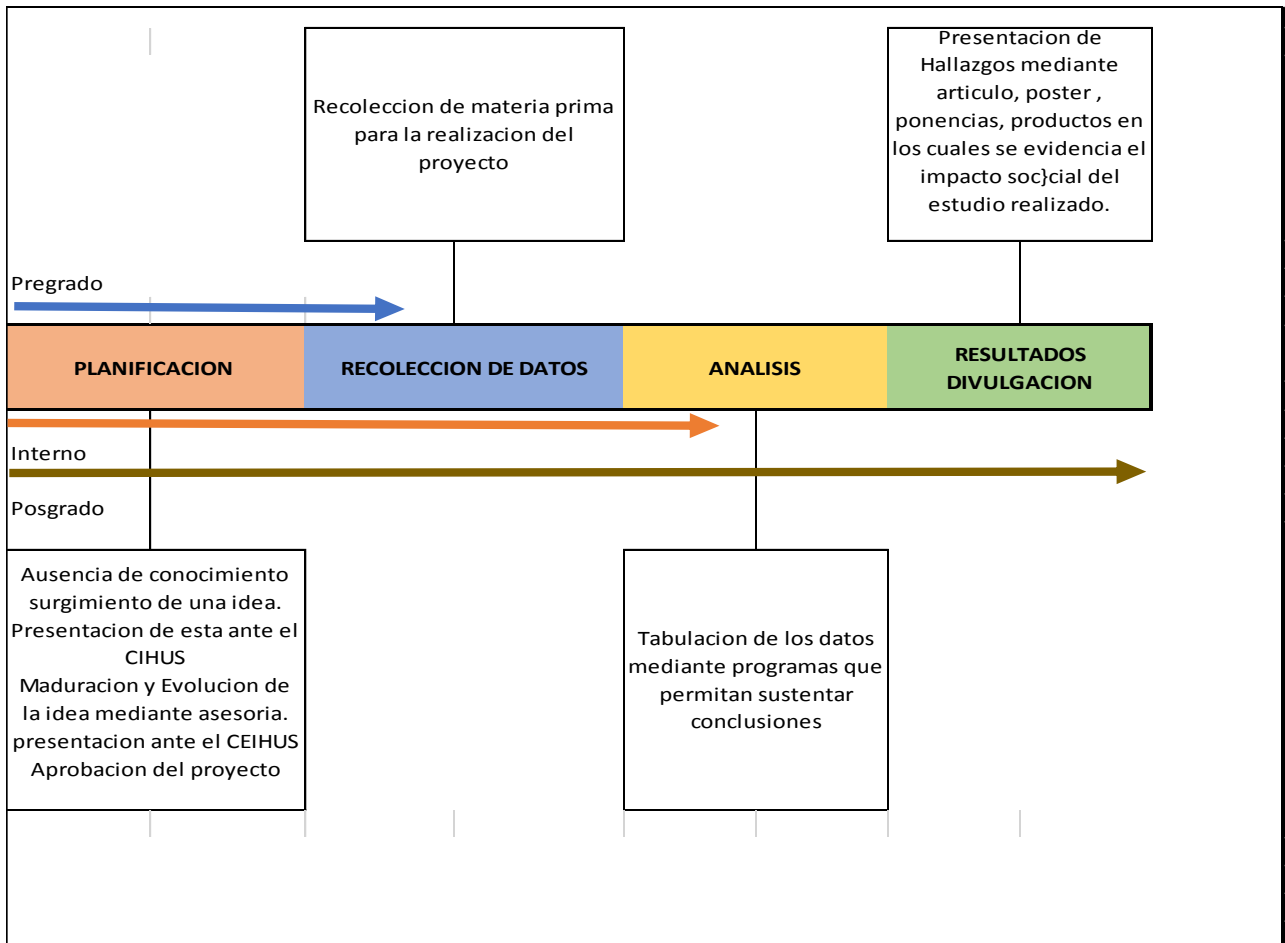 Recoleccion de materia prima
para la realizacion del
proyecto
Presentacion de
Hallazgos mediante
articulo, poster ,
ponencias, productos en
los cuales se evidencia el
impacto soc}cial del
estudio realizado.
Pregrado
PLANIFICACION
RECOLECCION DE DATOS
ANALISIS
RESULTADOS
DIVULGACION
Interno
Posgrado
Ausencia de conocimiento
surgimiento de una idea.
Presentacion de esta ante el
CIHUS
Maduracion y Evolucion de
la idea mediante asesoria.
presentacion ante el CEIHUS
Aprobacion del proyecto
Tabulacion de los datos
mediante programas que
permitan sustentar
conclusiones